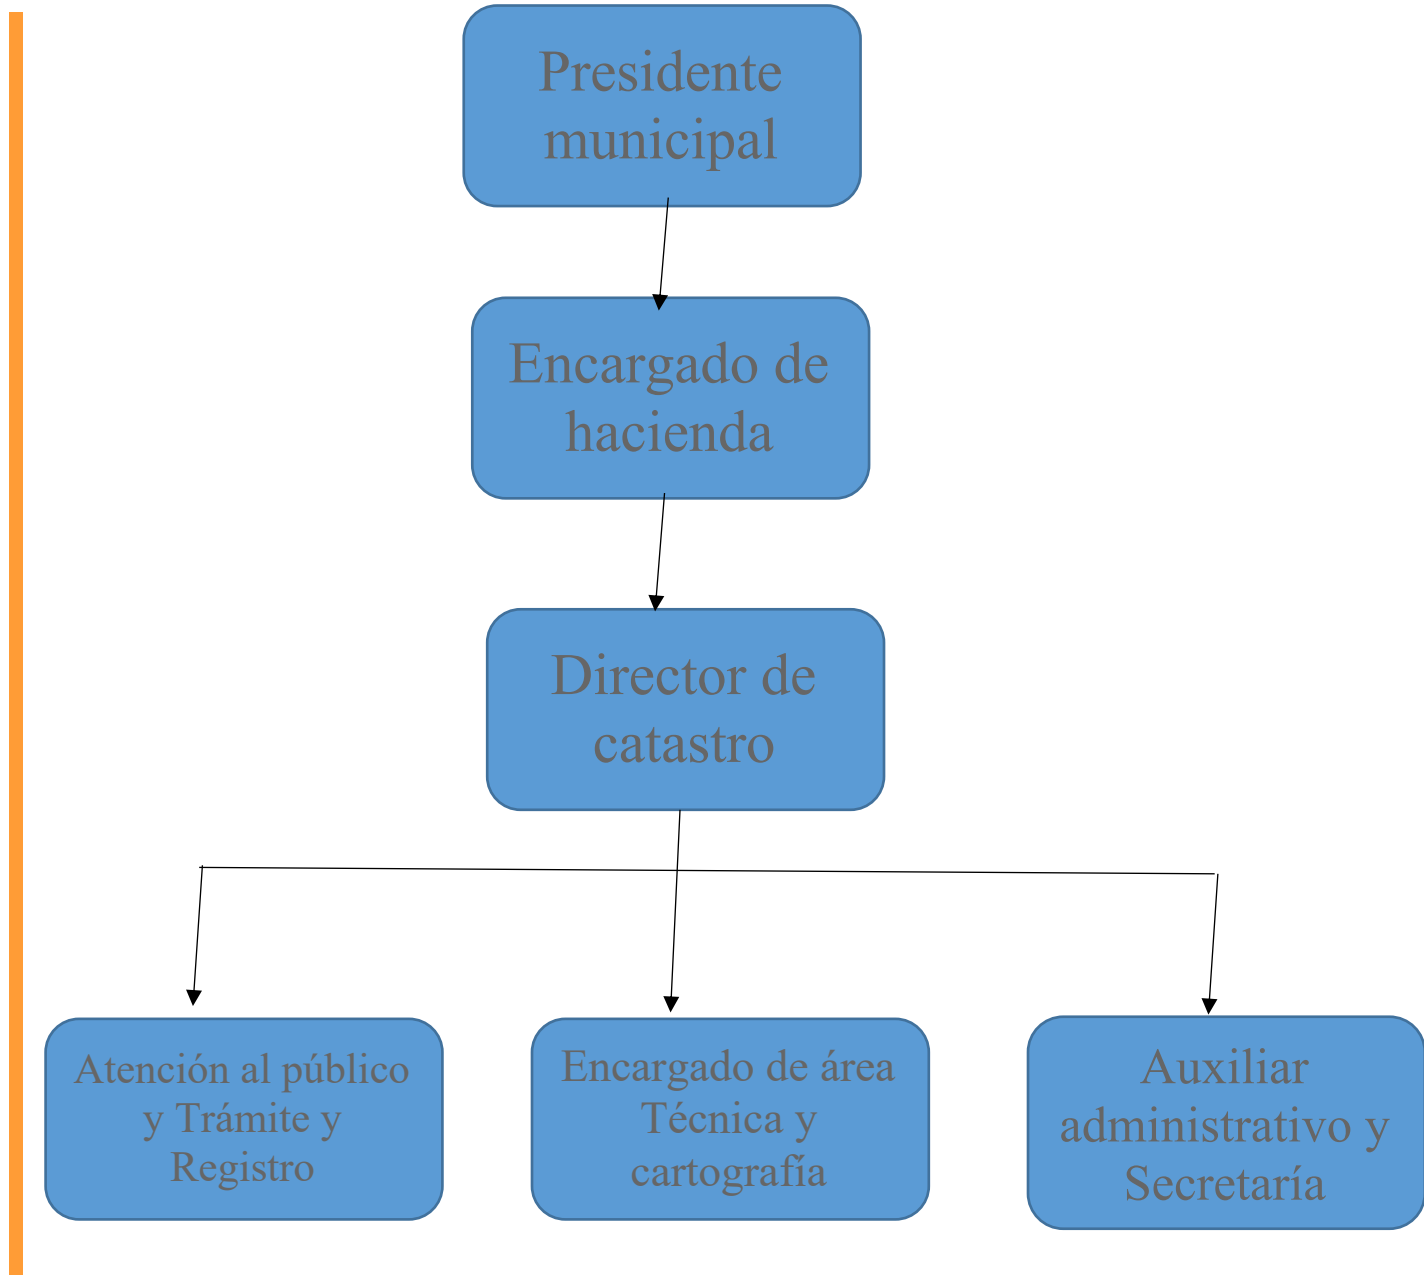 Presidente
municipal
Encargado de
hacienda
Director de
catastro
Atención al público
y Trámite y
Registro
Encargado de área
Técnica y
cartografía
Auxiliar
administrativo y
Secretaría